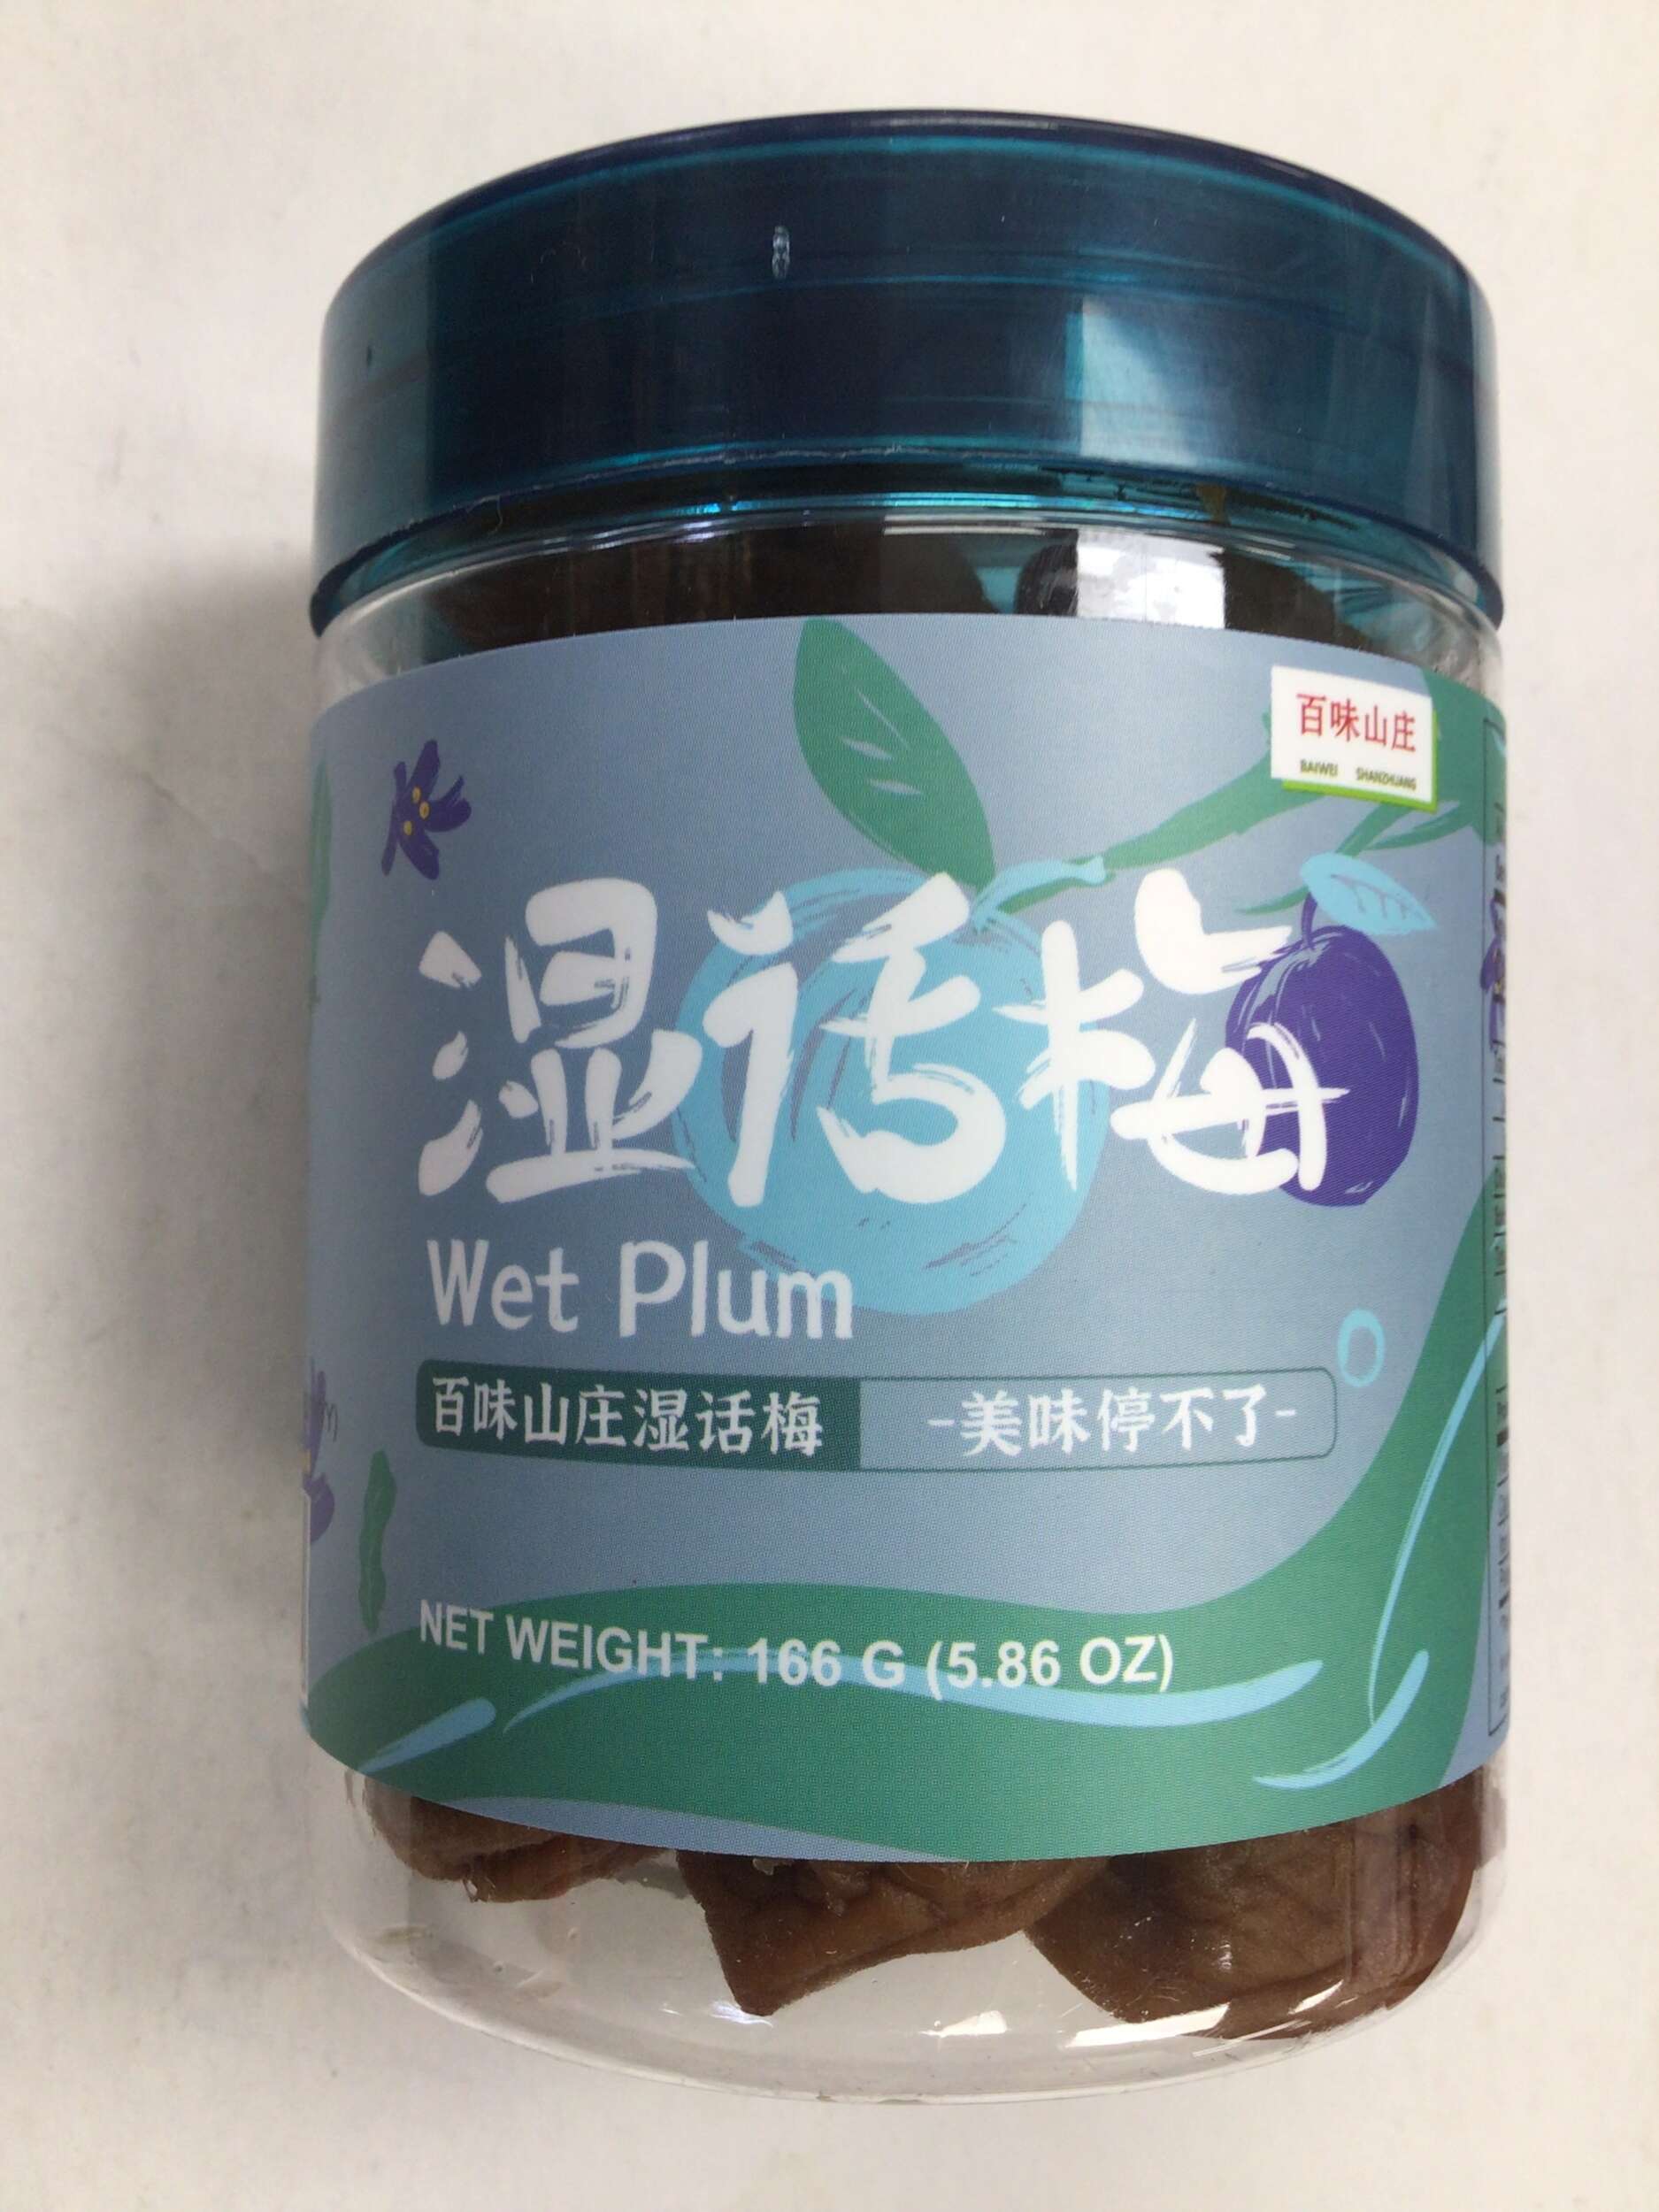 百味山庄
BAIWEI SHANZHUANG
湿话梅
Wet Plum
百味山庄湿话梅 -美味停不了-
NET WEIGHT: 166 G (5.86 OZ)